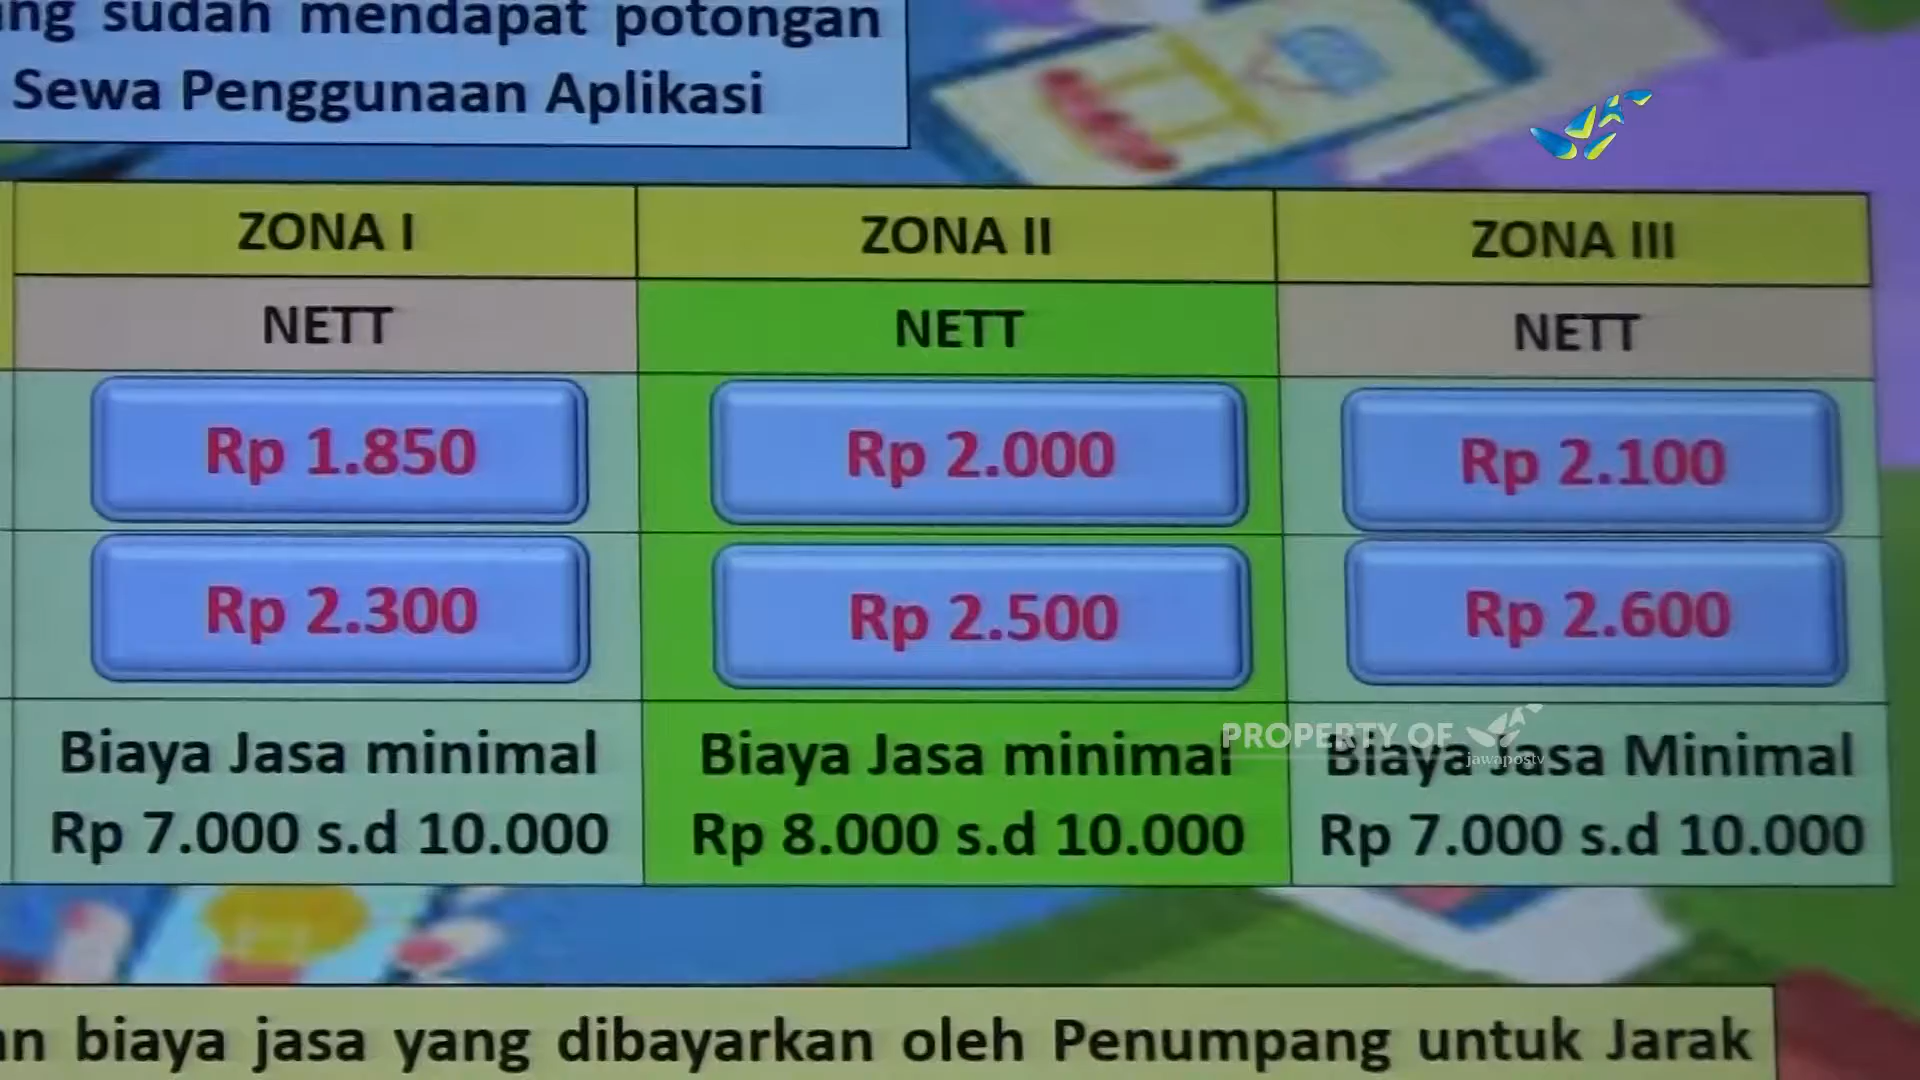 sudah mendapat potongan
Sewa Penggunaan Aplikasi
ZONA I ZONA II ZONA III
NETT NETT NETT
Rp 1.850 Rp 2.000 Rp 2.100
Rp 2.300 Rp 2.500 Rp 2.600
Biaya Jasa minimal Biaya Jasa minimal Biaya Jasa Minimal
Rp 7.000 s.d 10.000 Rp 8.000 s.d 10.000 Rp 7.000 s.d 10.000
PROPERTY OF
jawapostv
biaya jasa yang dibayarkan oleh Penumpang untuk Jarak